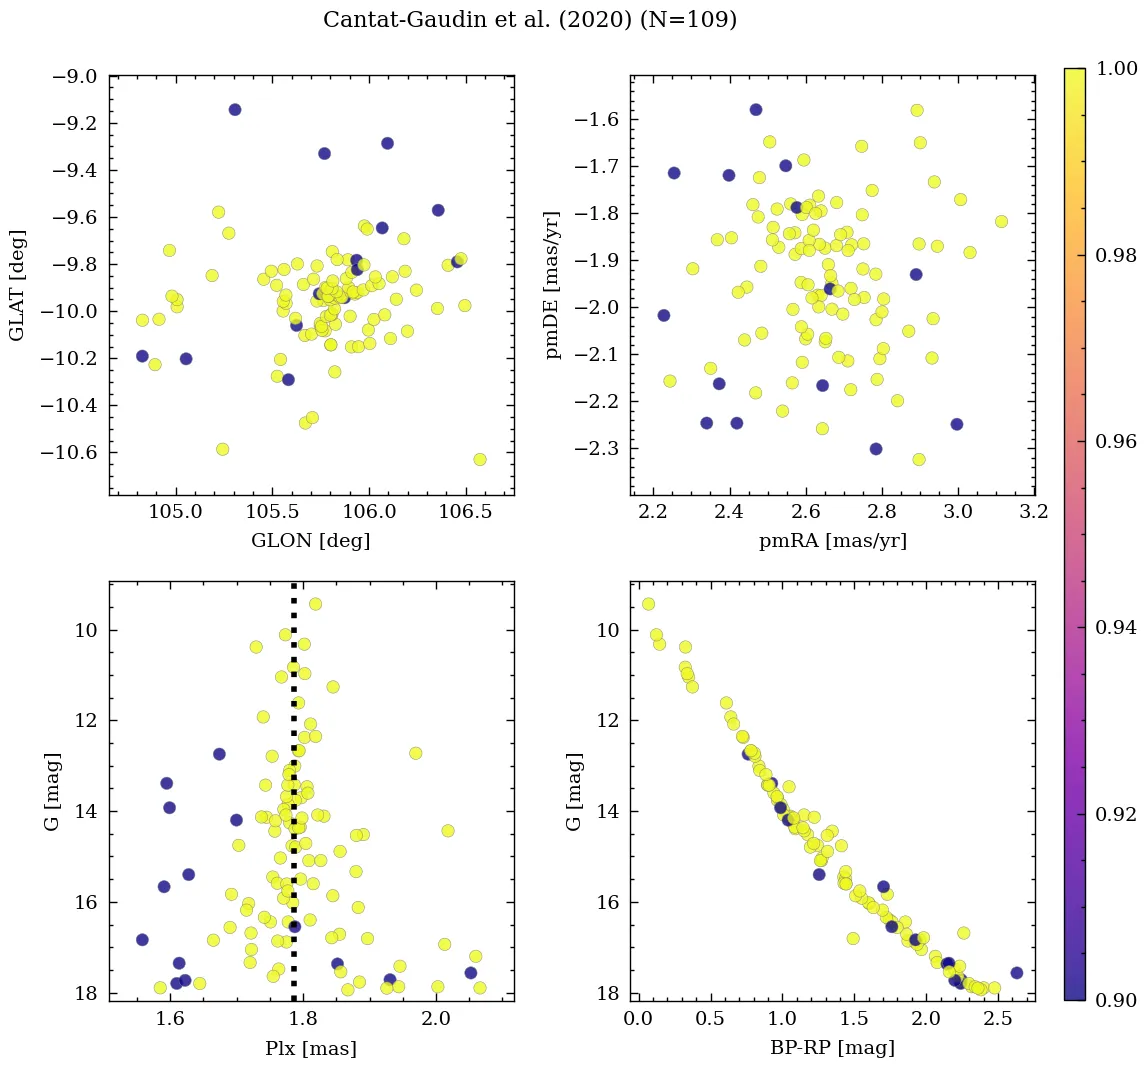 Cantat-Gaudin et al. (2020) (N=109)
−9.0
−9.2
−9.4
−9.6
−9.8
−10.0
−10.2
−10.4
−10.6
GLAT [deg]
105.0 105.5 106.0 106.5
GLON [deg]
−1.6
−1.7
−1.8
−1.9
−2.0
−2.1
−2.2
−2.3
pmDE [mas/yr]
2.2 2.4 2.6 2.8 3.0 3.2
pmRA [mas/yr]
10
12
14
16
18
G [mag]
1.6 1.8 2.0
Plx [mas]
10
12
14
16
18
G [mag]
0.0 0.5 1.0 1.5 2.0 2.5
BP-RP [mag]
1.00
0.98
0.96
0.94
0.92
0.90